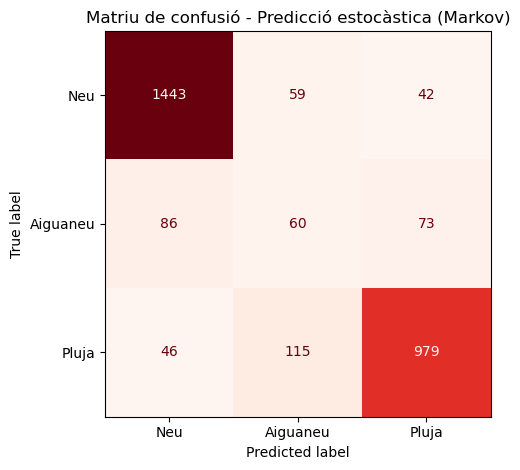 Matriu de confusió - Predicció estocàstica (Markov)
True label
Neu 1443 59 42
Aiguaneu 86 60 73
Pluja 46 115 979
Neu Aiguaneu Pluja
Predicted label